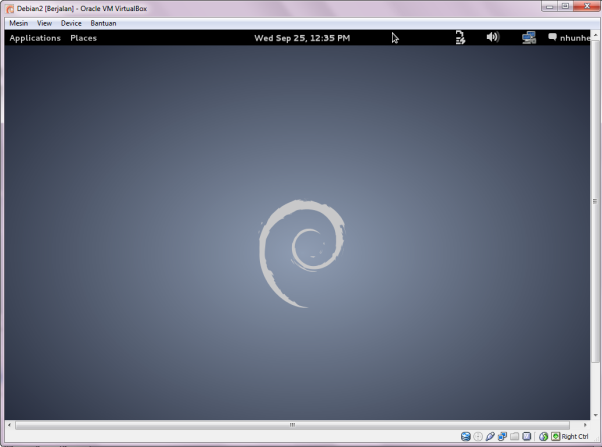 Debian2 [Berjalan] - Oracle VM VirtualBox
Mesin View Device Bantuan
Applications Places Wed Sep 25, 12:35 PM nhunhe
Right Ctrl